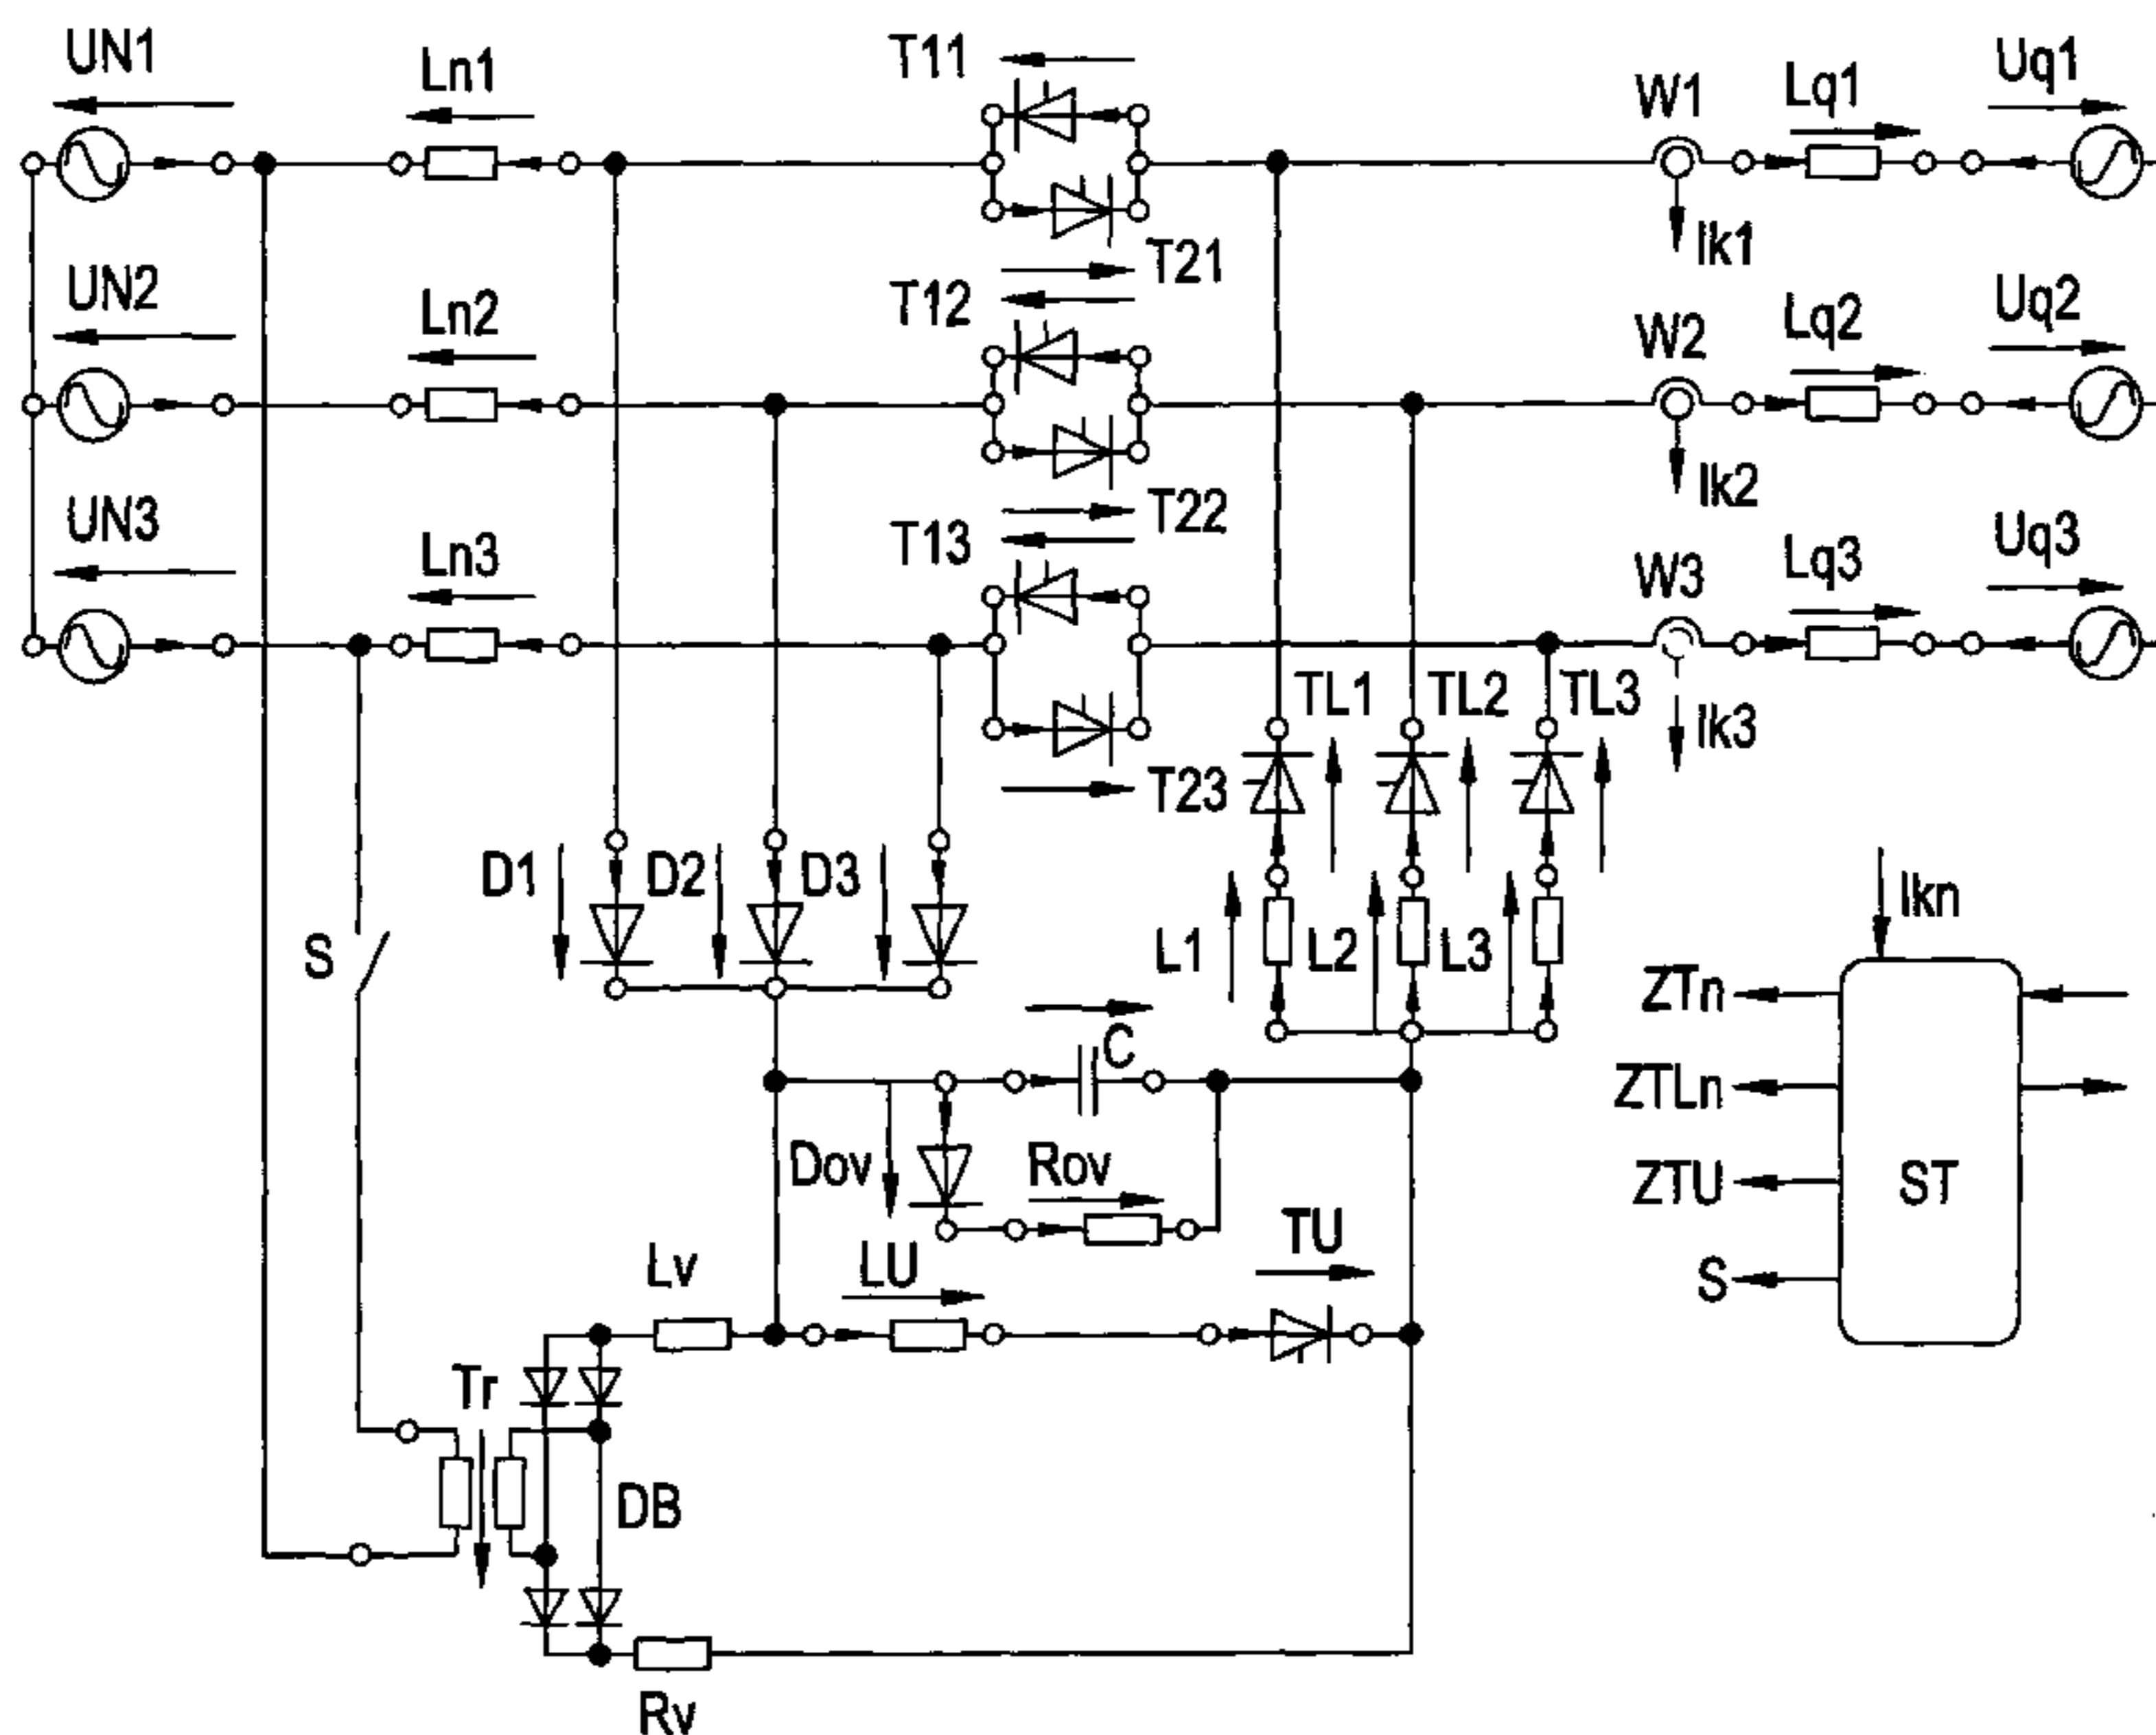 UN1
Ln1
T11
W1
Lq1
Uq1
Ik1
T21
UN2
Ln2
T12
W2
Lq2
Uq2
Ik2
T22
UN3
Ln3
T13
W3
Lq3
Uq3
Ik3
T23
TL1
TL2
TL3
D1
D2
D3
S
L1
L2
L3
Ikn
ZTn
ZTLn
ZTU
S
ST
C
Dov
Rov
Lv
LU
TU
Tr
DB
Rv